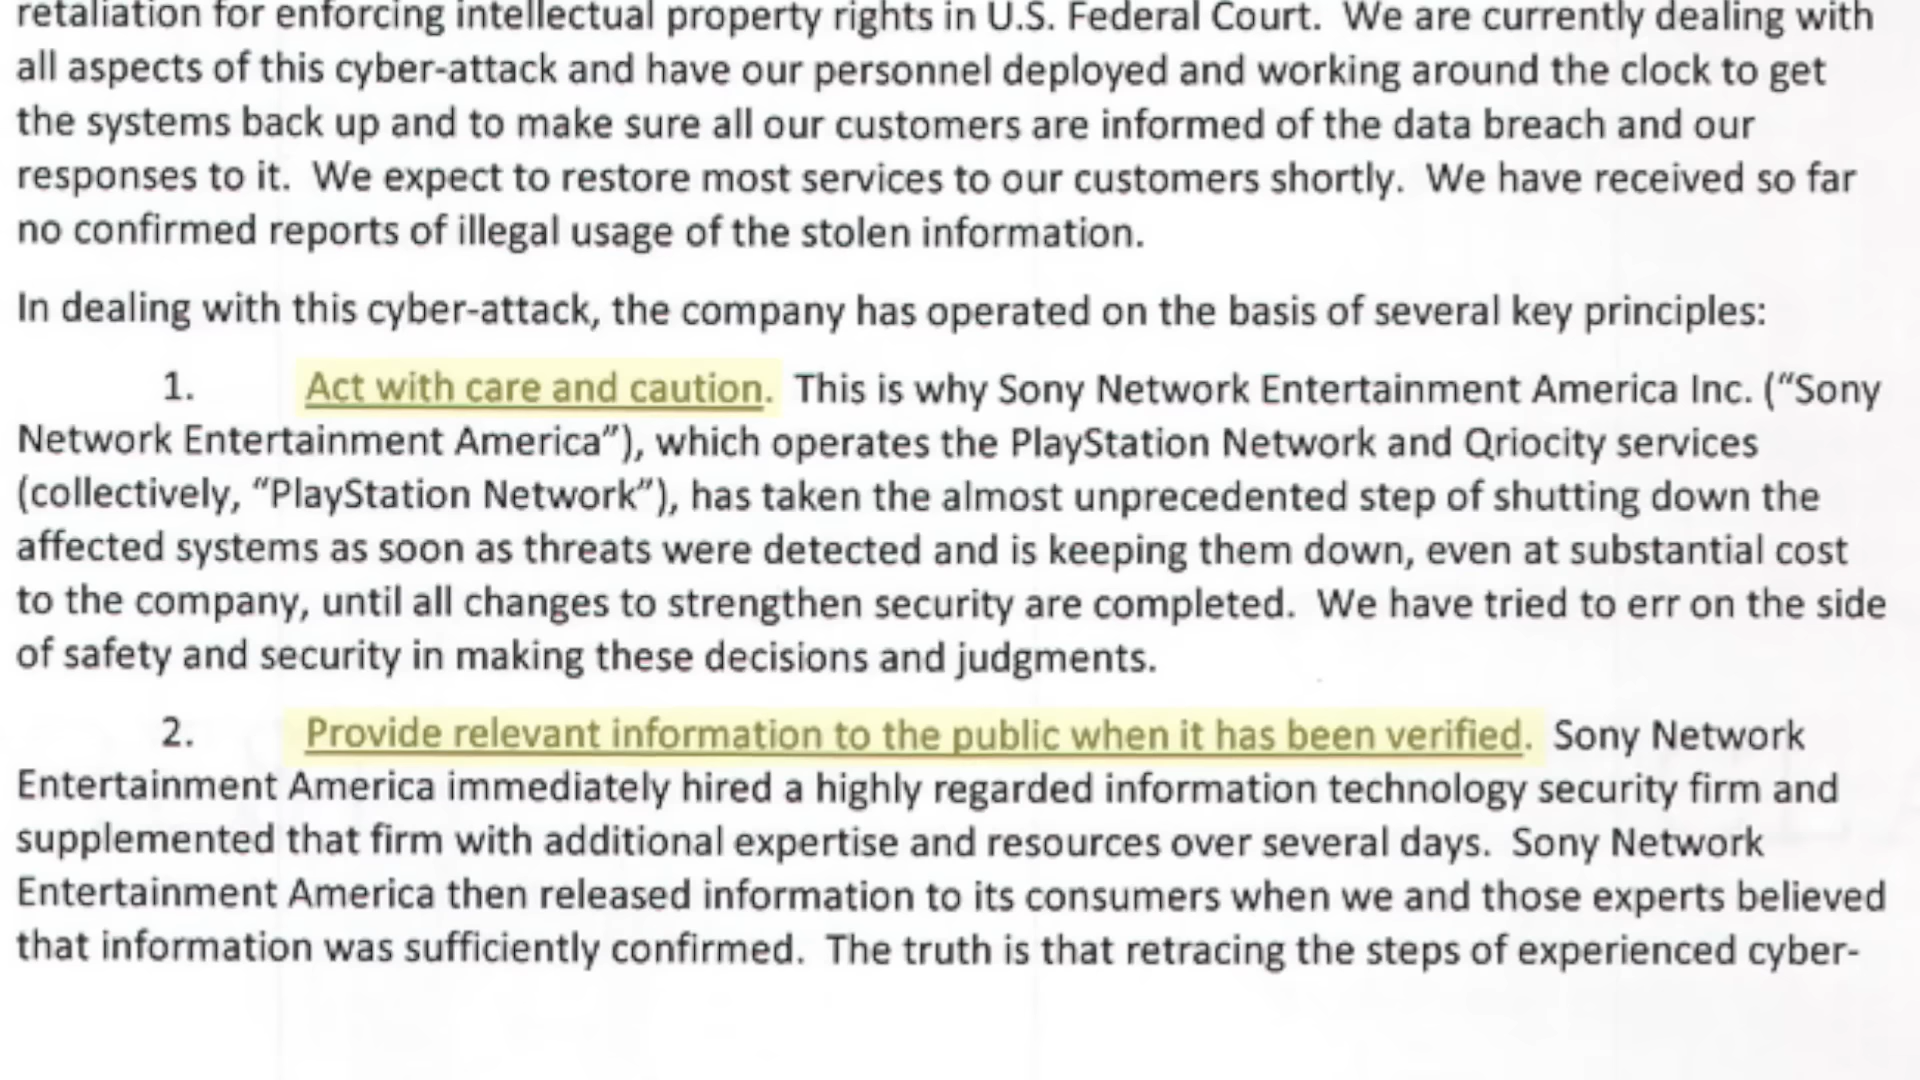 retaliation for enforcing intellectual property rights in U.S. Federal Court.  We are currently dealing with
all aspects of this cyber-attack and have our personnel deployed and working around the clock to get
the systems back up and to make sure all our customers are informed of the data breach and our
responses to it.  We expect to restore most services to our customers shortly.  We have received so far
no confirmed reports of illegal usage of the stolen information.
In dealing with this cyber-attack, the company has operated on the basis of several key principles:
1. Act with care and caution.  This is why Sony Network Entertainment America Inc. (“Sony
Network Entertainment America”), which operates the PlayStation Network and Qriocity services
(collectively, “PlayStation Network”), has taken the almost unprecedented step of shutting down the
affected systems as soon as threats were detected and is keeping them down, even at substantial cost
to the company, until all changes to strengthen security are completed.  We have tried to err on the side
of safety and security in making these decisions and judgments.
2. Provide relevant information to the public when it has been verified.  Sony Network
Entertainment America immediately hired a highly regarded information technology security firm and
supplemented that firm with additional expertise and resources over several days.  Sony Network
Entertainment America then released information to its consumers when we and those experts believed
that information was sufficiently confirmed.  The truth is that retracing the steps of experienced cyber-